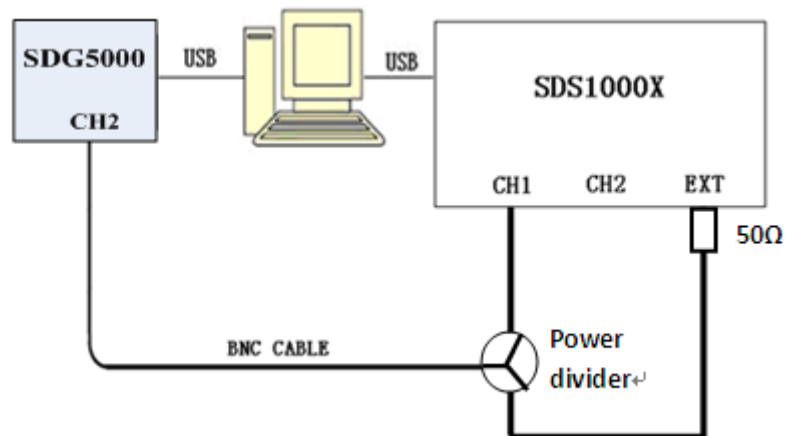 SDG5000
USB
USB
SDS1000X
CH2
CH1
CH2
EXT
50Ω
BNC CABLE
Power
divider↵